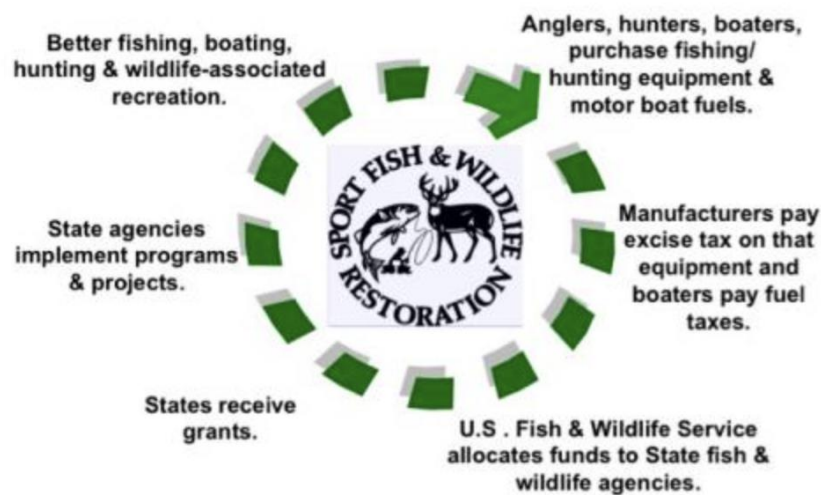 Better fishing, boating,
hunting & wildlife-associated
recreation.
Anglers, hunters, boaters,
purchase fishing/
hunting equipment &
motor boat fuels.
SPORT FISH & WILDLIFE
RESTORATION
State agencies
implement programs
& projects.
Manufacturers pay
excise tax on that
equipment and
boaters pay fuel
taxes.
States receive
grants.
U.S . Fish & Wildlife Service
allocates funds to State fish &
wildlife agencies.